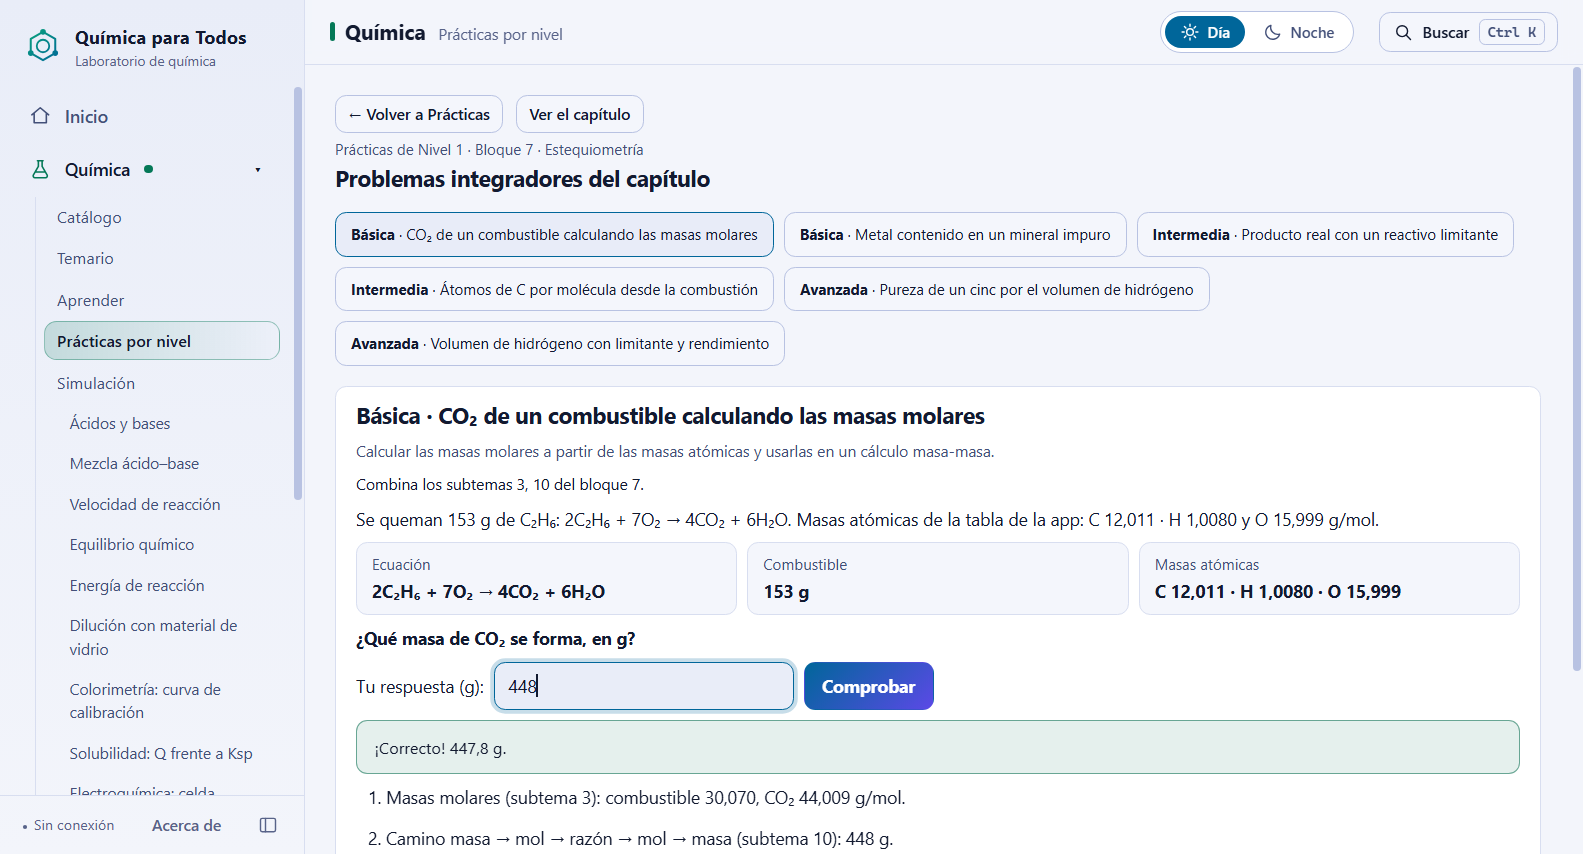 Química para Todos
Laboratorio de química
Inicio
Química
Catálogo
Temario
Aprender
Prácticas por nivel
Simulación
Ácidos y bases
Mezcla ácido–base
Velocidad de reacción
Equilibrio químico
Energía de reacción
Dilución con material de
vidrio
Colorimetría: curva de
calibración
Solubilidad: Q frente a Ksp
Electroquímica: celda
Sin conexión
Acerca de
Química
Prácticas por nivel
Día
Noche
Buscar
Ctrl K
← Volver a Prácticas
Ver el capítulo
Prácticas de Nivel 1 · Bloque 7 · Estequiometría
Problemas integradores del capítulo
Básica · CO₂ de un combustible calculando las masas molares
Básica · Metal contenido en un mineral impuro
Intermedia · Producto real con un reactivo limitante
Intermedia · Átomos de C por molécula desde la combustión
Avanzada · Pureza de un cinc por el volumen de hidrógeno
Avanzada · Volumen de hidrógeno con limitante y rendimiento
Básica · CO₂ de un combustible calculando las masas molares
Calcular las masas molares a partir de las masas atómicas y usarlas en un cálculo masa-masa.
Combina los subtemas 3, 10 del bloque 7.
Se queman 153 g de C₂H₆: 2C₂H₆ + 7O₂ → 4CO₂ + 6H₂O. Masas atómicas de la tabla de la app: C 12,011 · H 1,0080 y O 15,999 g/mol.
Ecuación
2C₂H₆ + 7O₂ → 4CO₂ + 6H₂O
Combustible
153 g
Masas atómicas
C 12,011 · H 1,0080 · O 15,999
¿Qué masa de CO₂ se forma, en g?
Tu respuesta (g):
448
Comprobar
¡Correcto! 447,8 g.
1. Masas molares (subtema 3): combustible 30,070, CO₂ 44,009 g/mol.
2. Camino masa → mol → razón → mol → masa (subtema 10): 448 g.